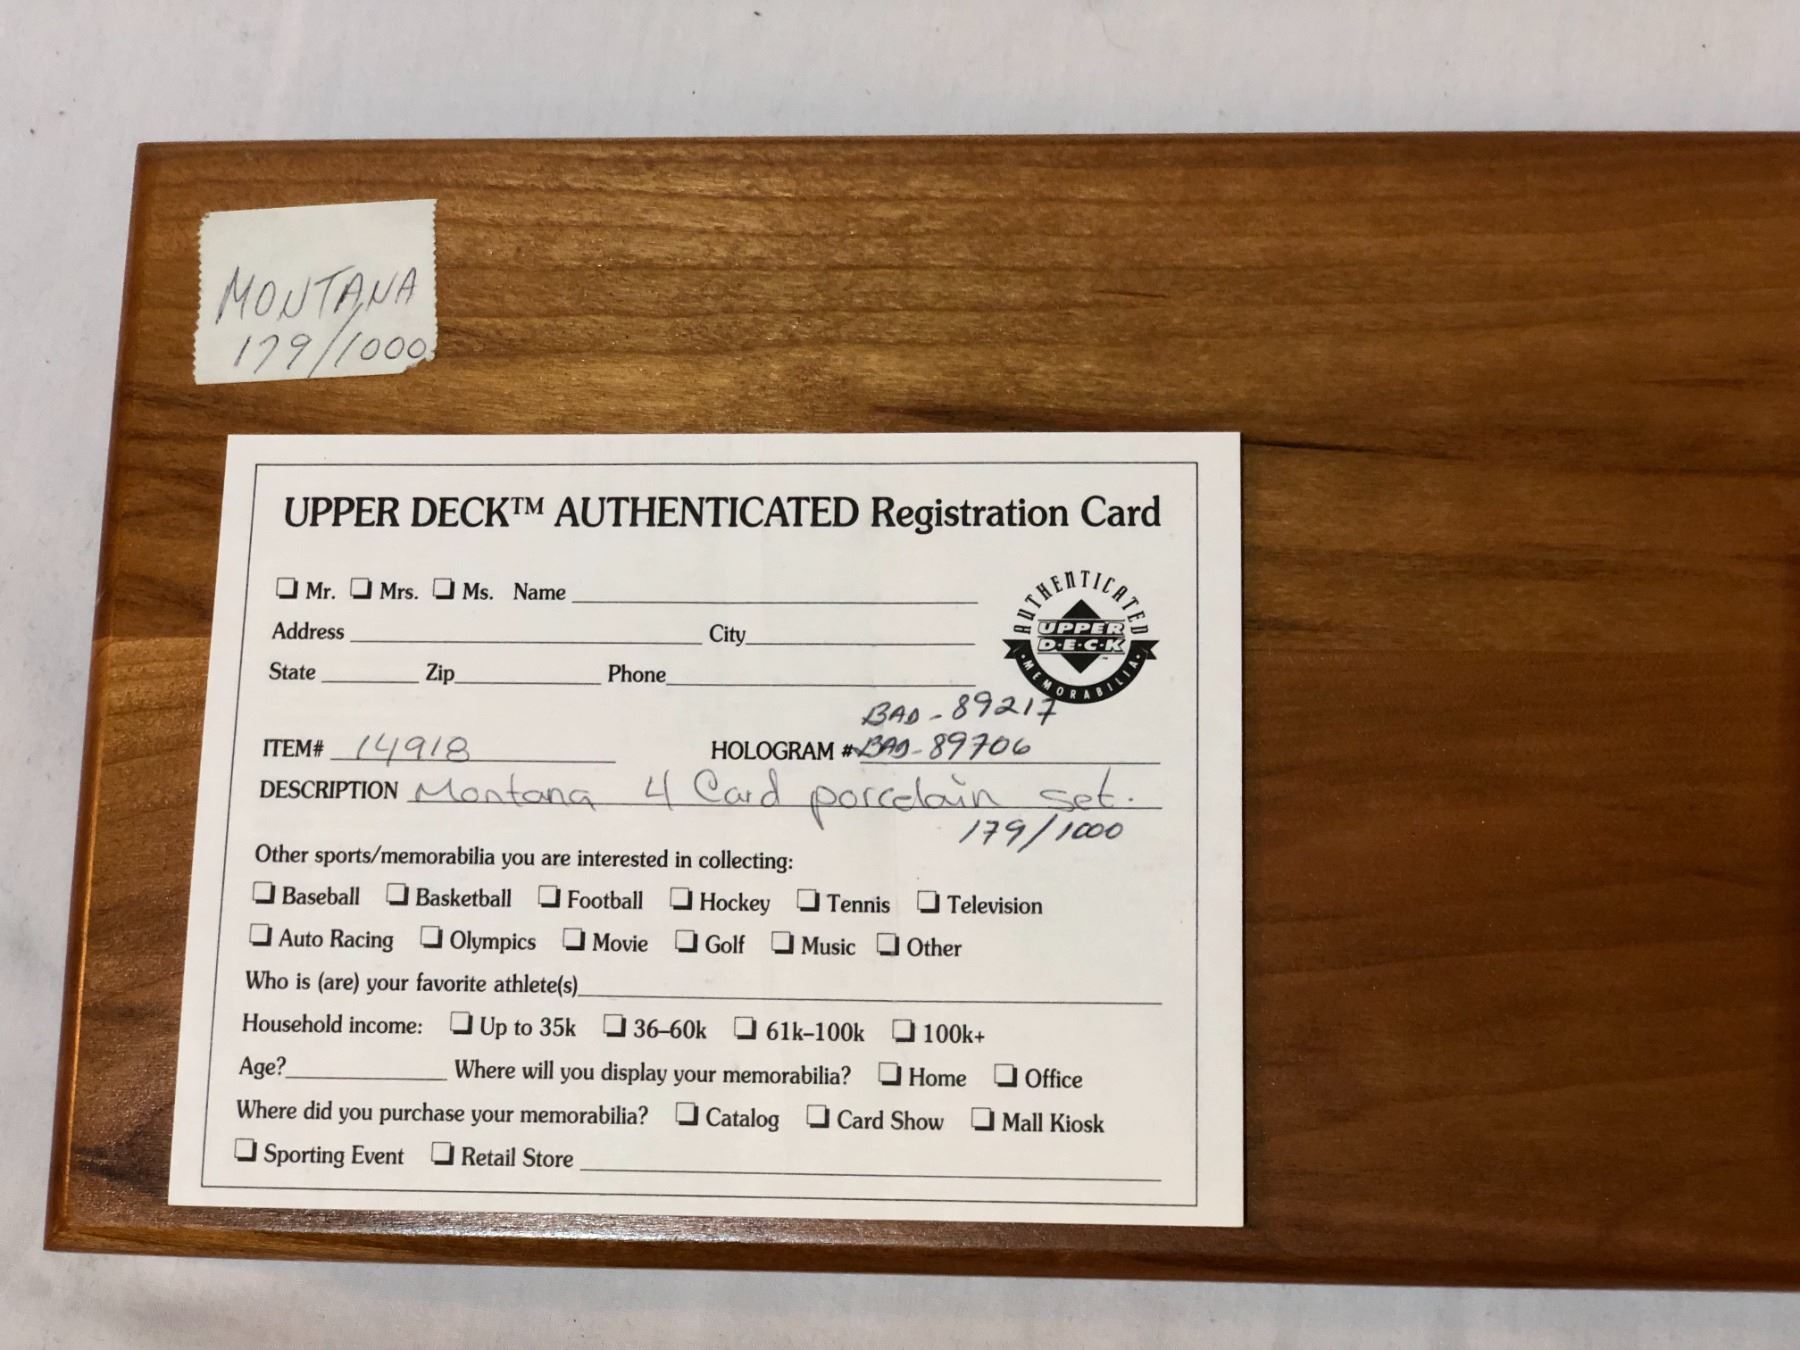 MONTANA
179/1000
UPPER DECK™ AUTHENTICATED Registration Card
❏ Mr. ❏ Mrs. ❏ Ms. Name
AUTHENTICATED
UPPER
D·E·C·K
MEMORABILIA
Address City
State Zip Phone
BAD - 89217
ITEM# 14918 HOLOGRAM # BAD-89706
DESCRIPTION Montana 4 Card porcelain set.
179/1000
Other sports/memorabilia you are interested in collecting:
❏ Baseball ❏ Basketball ❏ Football ❏ Hockey ❏ Tennis ❏ Television
❏ Auto Racing ❏ Olympics ❏ Movie ❏ Golf ❏ Music ❏ Other
Who is (are) your favorite athlete(s)
Household income: ❏ Up to 35k ❏ 36–60k ❏ 61k–100k ❏ 100k+
Age? Where will you display your memorabilia? ❏ Home ❏ Office
Where did you purchase your memorabilia? ❏ Catalog ❏ Card Show ❏ Mall Kiosk
❏ Sporting Event ❏ Retail Store